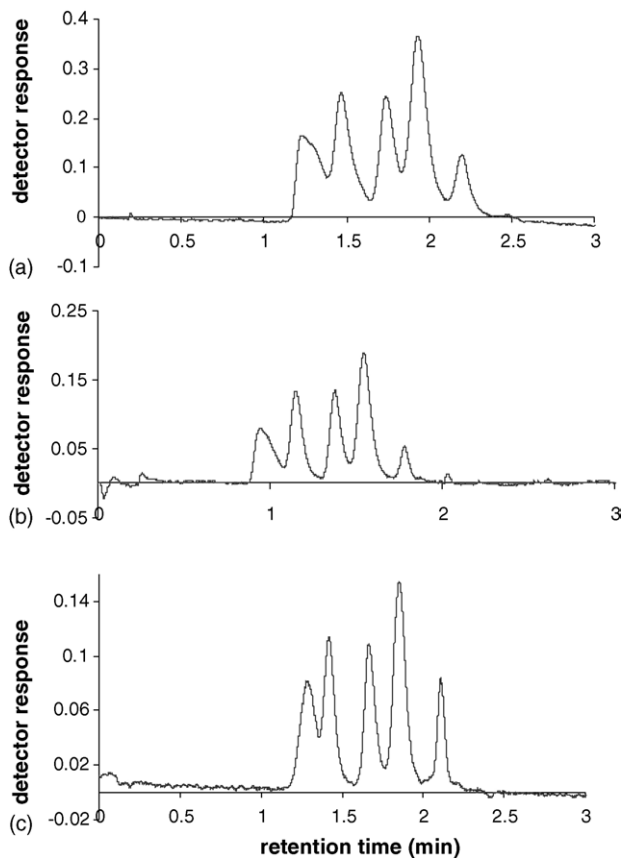 detector response
0.4
0.3
0.2
0.1
0
-0.1
0 0.5 1 1.5 2 2.5 3
(a)
detector response
0.25
0.15
0.05
-0.05
0 1 2 3
(b)
detector response
0.14
0.1
0.06
0.02
-0.02
0 0.5 1 1.5 2 2.5 3
(c)
retention time (min)